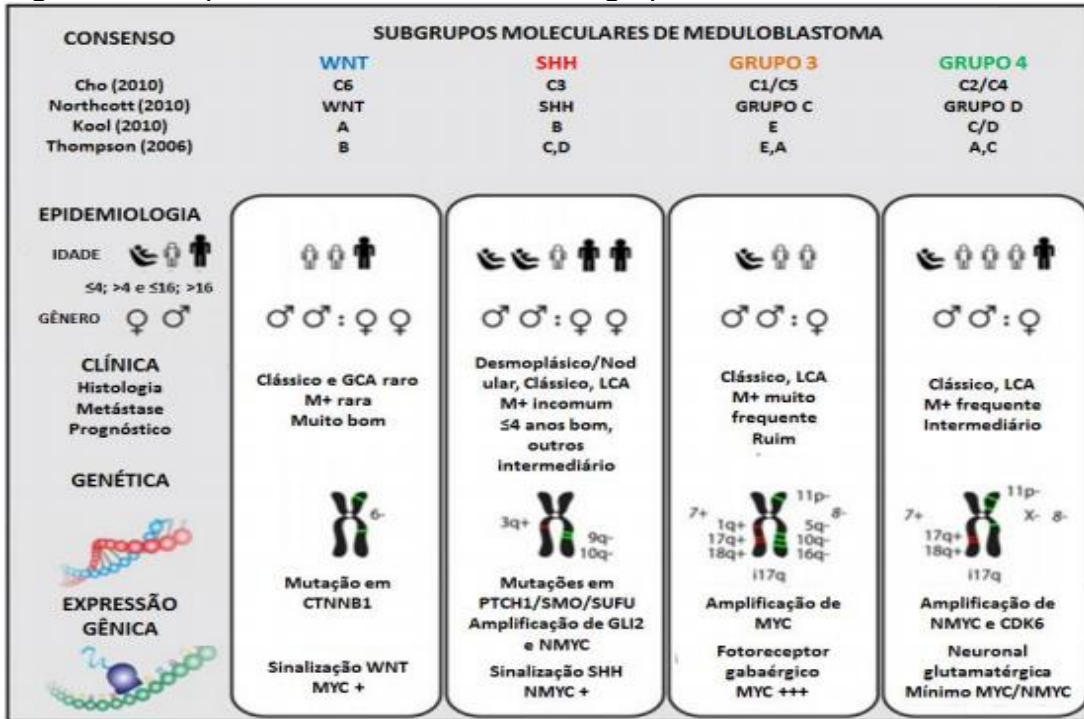 SUBGRUPOS MOLECULARES DE MEDULOBLASTOMA
CONSENSO
WNT SHH GRUPO 3 GRUPO 4
Cho (2010) C6 C3 C1/C5 C2/C4
Northcott (2010) WNT SHH GRUPO C GRUPO D
Kool (2010) A B E C/D
Thompson (2006) B C,D E,A A,C
EPIDEMIOLOGIA
IDADE
≤4; >4 e ≤16; >16
GÊNERO ♀ ♂
♂ ♂ : ♀ ♀
♂ ♂ : ♀ ♀
♂ ♂ : ♀
♂ ♂ : ♀
CLÍNICA
Histologia
Metástase
Prognóstico
Clássico e GCA raro
M+ rara
Muito bom
Desmoplásico/Nod
ular, Clássico, LCA
M+ incomum
≤4 anos bom,
outros
intermediário
Clássico, LCA
M+ muito
frequente
Ruim
Clássico, LCA
M+ frequente
Intermediário
GENÉTICA
6-
Mutação em
CTNNB1
3q+
9q-
10q-
Mutações em
PTCH1/SMO/SUFU
Amplificação de GLI2
e NMYC
11p-
7+ 8-
1q+ 5q-
17q+ 10q-
18q+ 16q-
i17q
Amplificação de
MYC
11p-
7+ X- 8-
17q+
18q+
i17q
Amplificação de
NMYC e CDK6
EXPRESSÃO
GÊNICA
Sinalização WNT
MYC +
Sinalização SHH
NMYC +
Fotoreceptor
gabaérgico
MYC +++
Neuronal
glutamatérgica
Mínimo MYC/NMYC